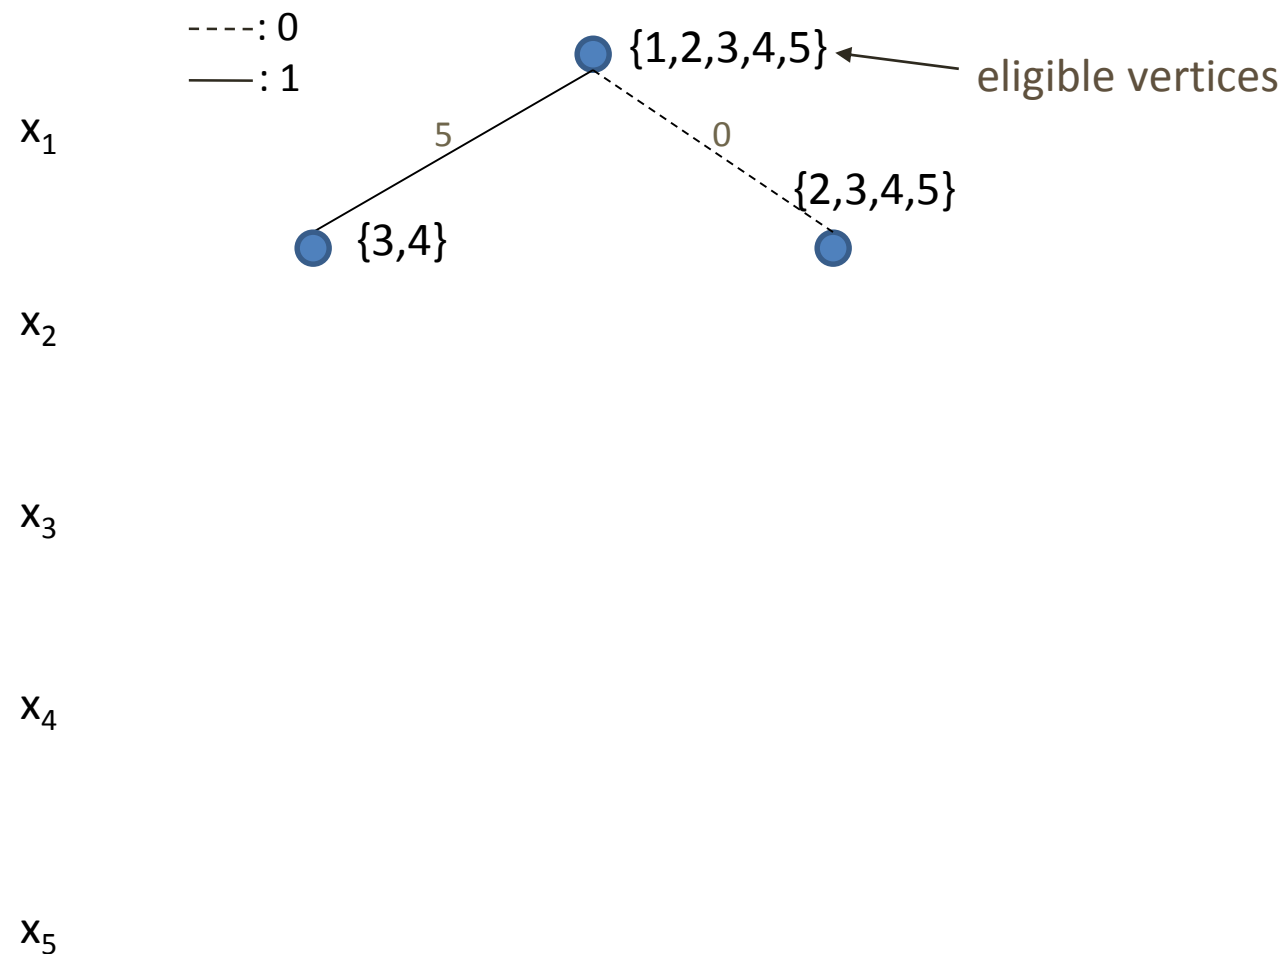 : 0
: 1
{1,2,3,4,5}
eligible vertices
x₁
5
0
{2,3,4,5}
{3,4}
x₂
x₃
x₄
x₅